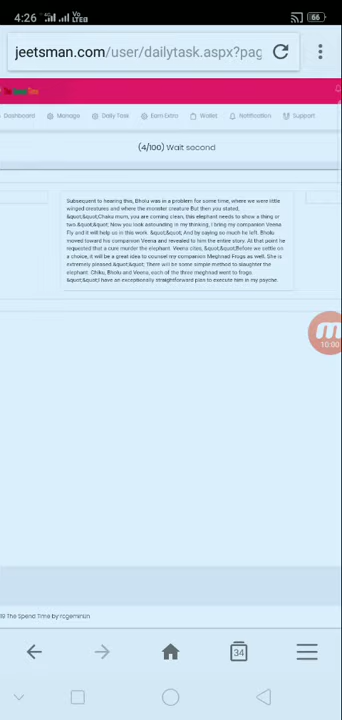 4:26 4G Vo LTE 66
jeetsman.com/user/dailytask.aspx?pag
The Spend Time
Dashboard Manage Daily Task Earn Extra Wallet Notification Support
(4/100) Wait second
Subsequent to hearing this, Bholu was in a problem for some time, where we were little
winged creatures and where the monster creature But then you stated,
&quot;&quot;Chaku mum, you are coming clean, this elephant needs to show a thing or
two.&quot;&quot; Now you look astounding in my thinking, I bring my companion Veena
Fly and it will help us in this work. &quot;&quot; And by saying so much he left. Bholu
moved toward his companion Veena and revealed to him the entire story. At that point he
requested that a cure murder the elephant. Veena cites, &quot;Before we settle on
a choice, it will be a great idea to counsel my companion Meghnad Frogs as well. She is
extremely pleased &quot;&quot; There will be some simple method to slaughter the
elephant. Chiku, Bholu and Veena, each of the three meghnad went to frogs.
&quot;&quot;I have an exceptionally straightforward plan to execute him in my psyche.
10:00
19 The Spend Time by rogeminun
34